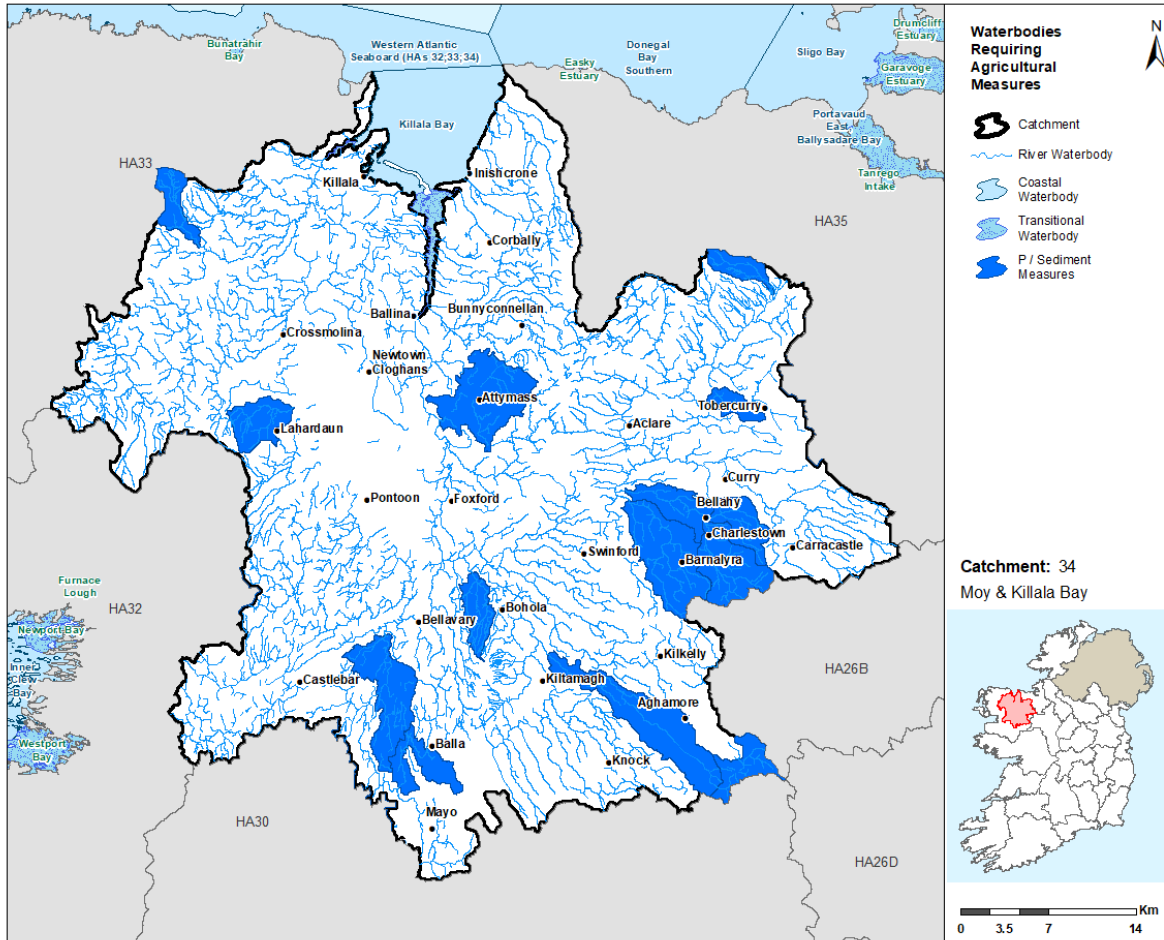 Bunatrahir
Bay
Western Atlantic
Seaboard (HAs 32;33;34)
Easky
Estuary
Donegal
Bay
Southern
Sligo Bay
Drumcliff
Estuary
Garavoge
Estuary
Killala Bay
Portavaud
East
Ballysadare Bay
Tanrego
Intake
HA33
Killala
Inishcrone
HA35
Corbally
Ballina
Bunnyconnellan
Crossmolina
Newtown
Cloghans
Attymass
Tobercurry
Lahardaun
Aclare
Curry
Pontoon
Foxford
Bellahy
Charlestown
Swinford
Carracastle
Barnalyra
Furnace
Lough
HA32
Newport Bay
Inner
Clew
Bay
Westport
Bay
Bohola
Bellavary
Kilkelly
HA26B
Castlebar
Kiltamagh
Aghamore
Balla
Knock
Mayo
HA30
HA26D
Waterbodies
Requiring
Agricultural
Measures
N
Catchment
River Waterbody
Coastal
Waterbody
Transitional
Waterbody
P / Sediment
Measures
Catchment: 34
Moy & Killala Bay
Km
0 3.5 7 14